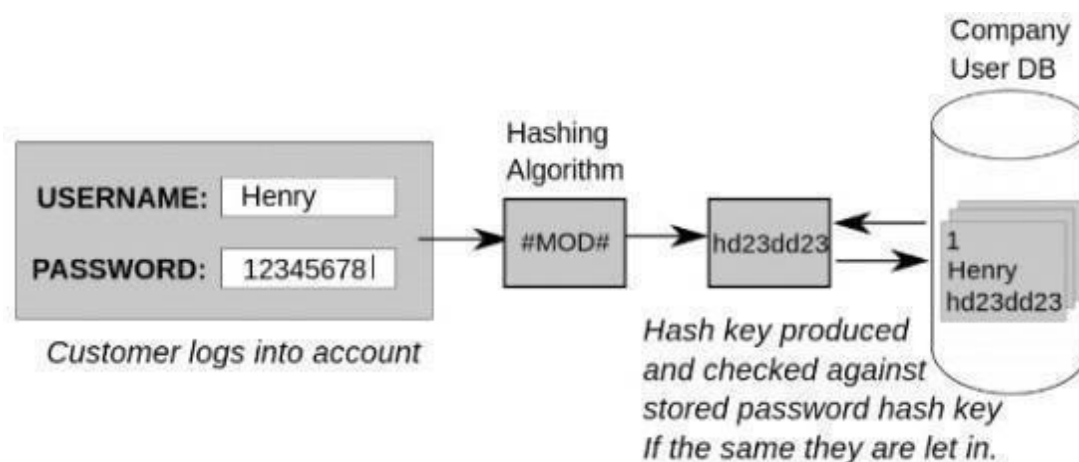 Company
User DB
Hashing
Algorithm
USERNAME: Henry
PASSWORD: 12345678
#MOD#
hd23dd23
1
Henry
hd23dd23
Customer logs into account
Hash key produced
and checked against
stored password hash key
If the same they are let in.